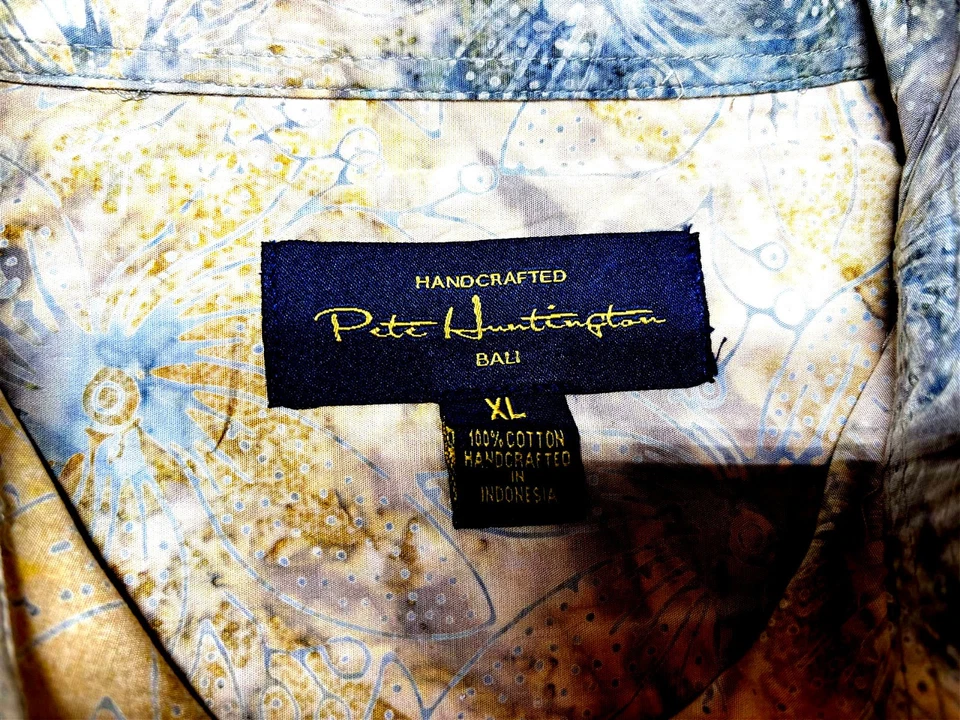 HANDCRAFTED
Pete Huntington
BALI
XL
100% COTTON
HANDCRAFTED
IN
INDONESIA